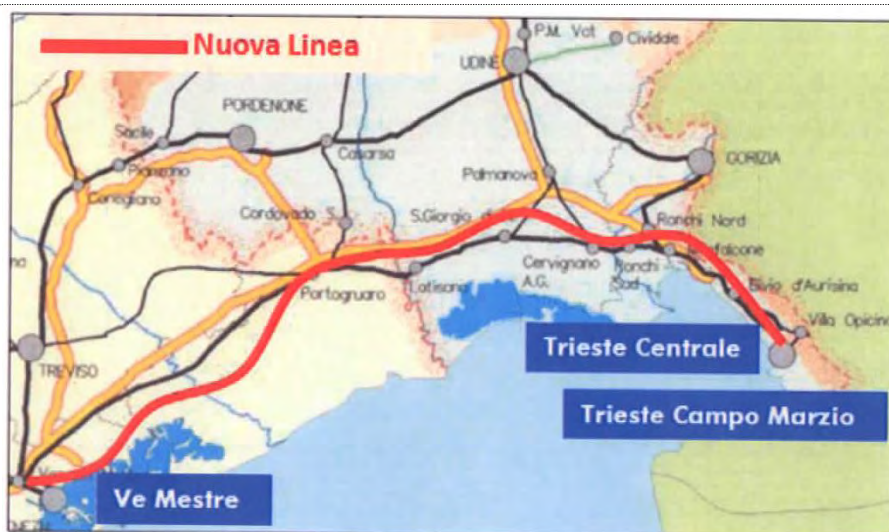 Nuova Linea
P.M. Vat
Cividale
UDINE
PORDENONE
Sacile
Pianzano
Conegliano
Casarsa
Palmanova
GORIZIA
Cordovado S.
S.Giorgio
Ronchi Nord
Cervignano
A.G.
Ronchi
Sud
Bivio d'Aurisina
Portogruaro
Latisana
Villa Opicina
TREVISO
Trieste Centrale
Trieste Campo Marzio
Ve Mestre